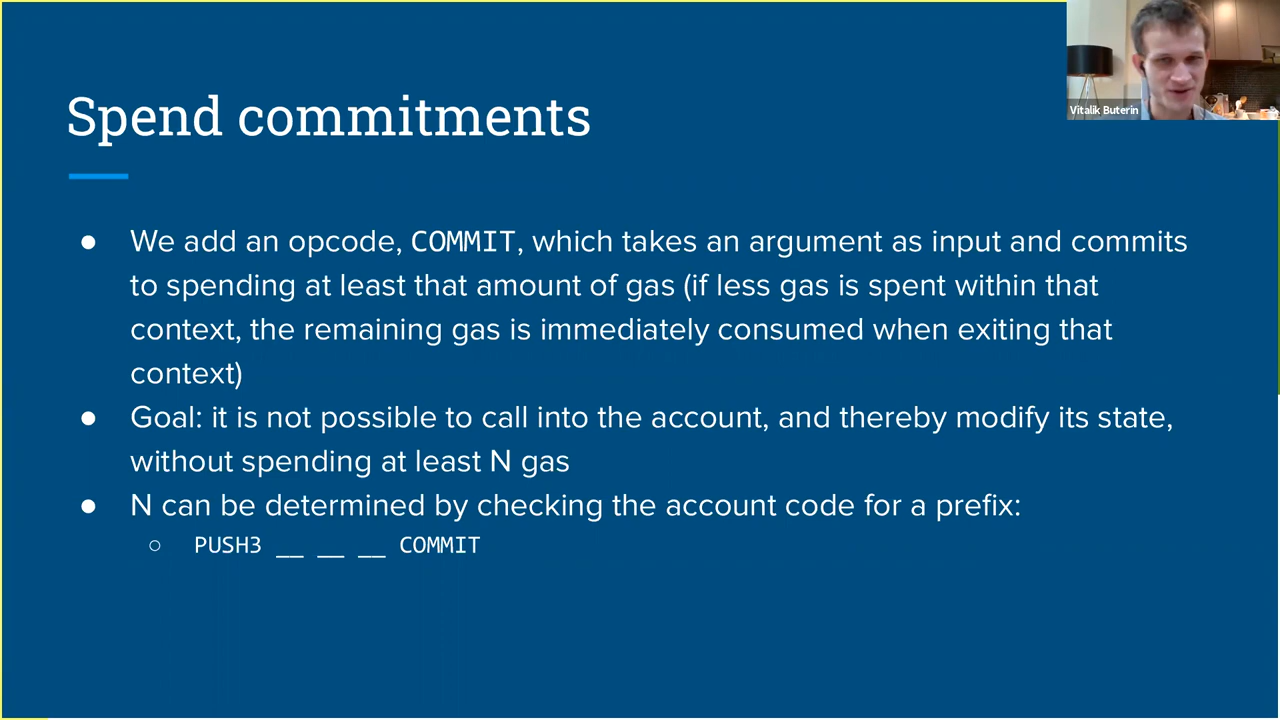 Vitalik Buterin
Spend commitments
● We add an opcode, COMMIT, which takes an argument as input and commits
to spending at least that amount of gas (if less gas is spent within that
context, the remaining gas is immediately consumed when exiting that
context)
● Goal: it is not possible to call into the account, and thereby modify its state,
without spending at least N gas
● N can be determined by checking the account code for a prefix:
○ PUSH3 __ __ __ COMMIT